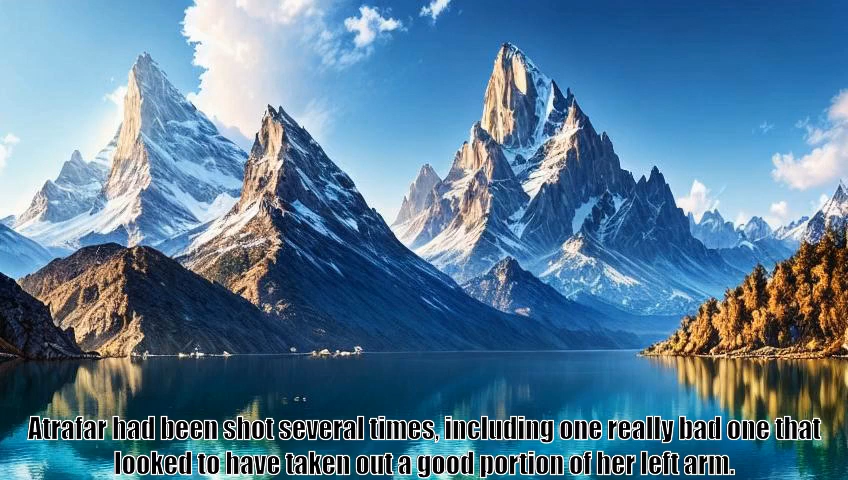 Atrafar had been shot several times, including one really bad one that
looked to have taken out a good portion of her left arm.